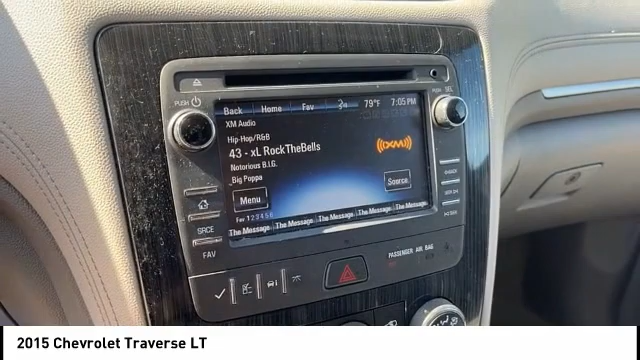 PUSH
PUSH SEL
Back Home Fav 79°F 7:05 PM
XM Audio
Hip-Hop/R&B
43 - xL RockTheBells
((XM))
Notorious B.I.G.
Big Poppa
Source
Menu
Fav 1 2 3 4 5 6
The Message The Message The Message The Message The Message
SRCE
FAV
PASSENGER AIR BAG
2015 Chevrolet Traverse LT